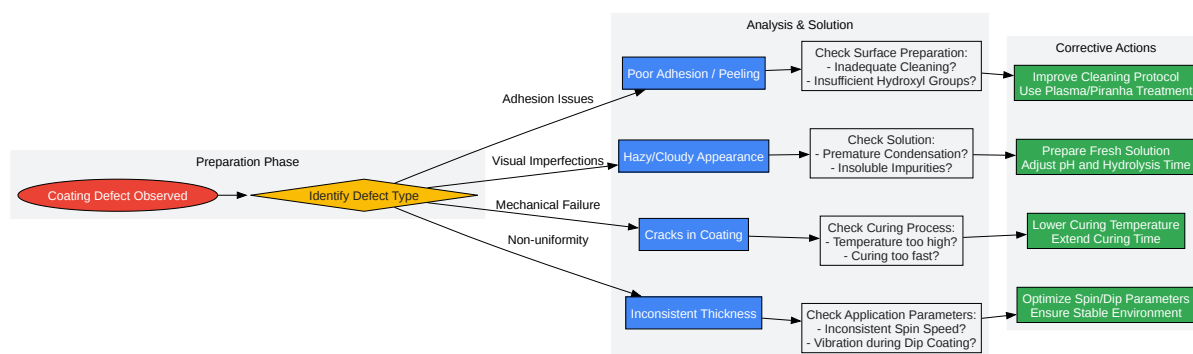 Preparation Phase
Coating Defect Observed
Identify Defect Type
Adhesion Issues
Visual Imperfections
Mechanical Failure
Non-uniformity
Analysis & Solution
Poor Adhesion / Peeling
Check Surface Preparation:
- Inadequate Cleaning?
- Insufficient Hydroxyl Groups?
Hazy/Cloudy Appearance
Check Solution:
- Premature Condensation?
- Insoluble Impurities?
Cracks in Coating
Check Curing Process:
- Temperature too high?
- Curing too fast?
Inconsistent Thickness
Check Application Parameters:
- Inconsistent Spin Speed?
- Vibration during Dip Coating?
Corrective Actions
Improve Cleaning Protocol
Use Plasma/Piranha Treatment
Prepare Fresh Solution
Adjust pH and Hydrolysis Time
Lower Curing Temperature
Extend Curing Time
Optimize Spin/Dip Parameters
Ensure Stable Environment